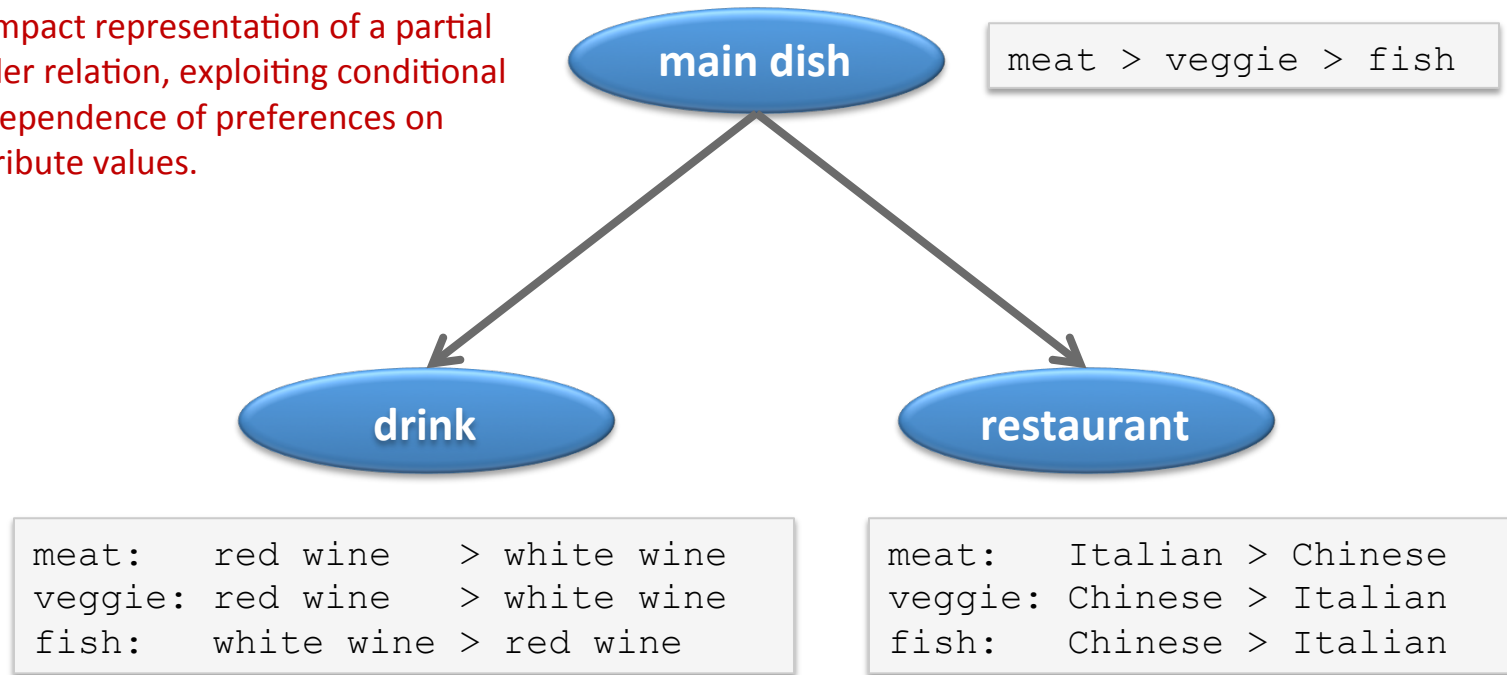 mpact representation of a partial
der relation, exploiting conditional
ependence of preferences on
ribute values.
main dish
meat > veggie > fish
drink
restaurant
meat: red wine > white wine
veggie: red wine > white wine
fish: white wine > red wine
meat: Italian > Chinese
veggie: Chinese > Italian
fish: Chinese > Italian